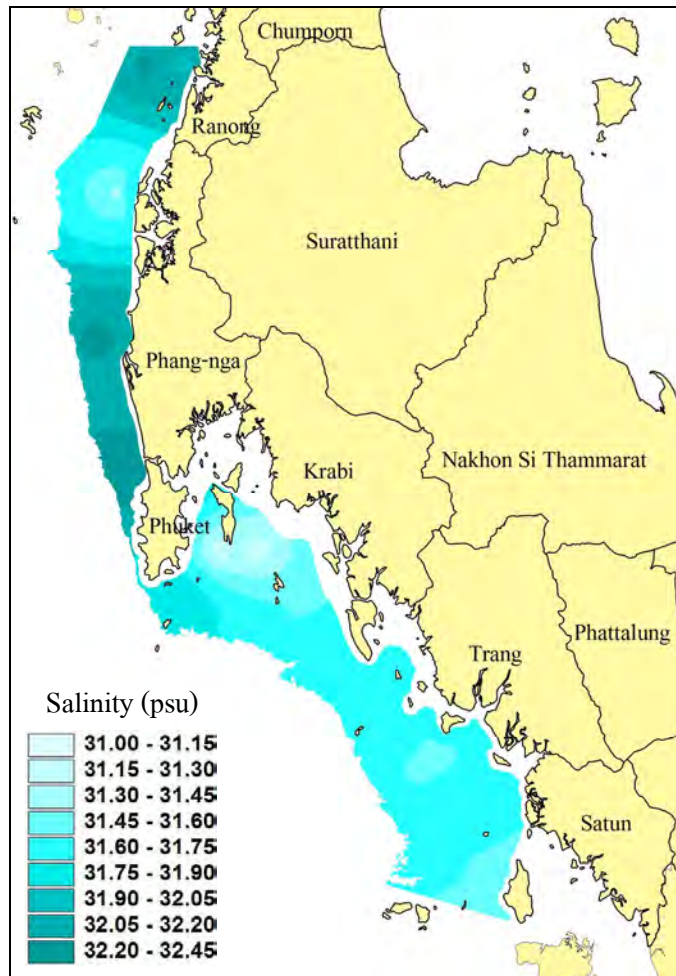 Chumporn
Ranong
Suratthani
Phang-nga
Krabi
Nakhon Si Thammarat
Phuket
Phattalung
Trang
Satun
Salinity (psu)
31.00 - 31.15
31.15 - 31.30
31.30 - 31.45
31.45 - 31.60
31.60 - 31.75
31.75 - 31.90
31.90 - 32.05
32.05 - 32.20
32.20 - 32.45